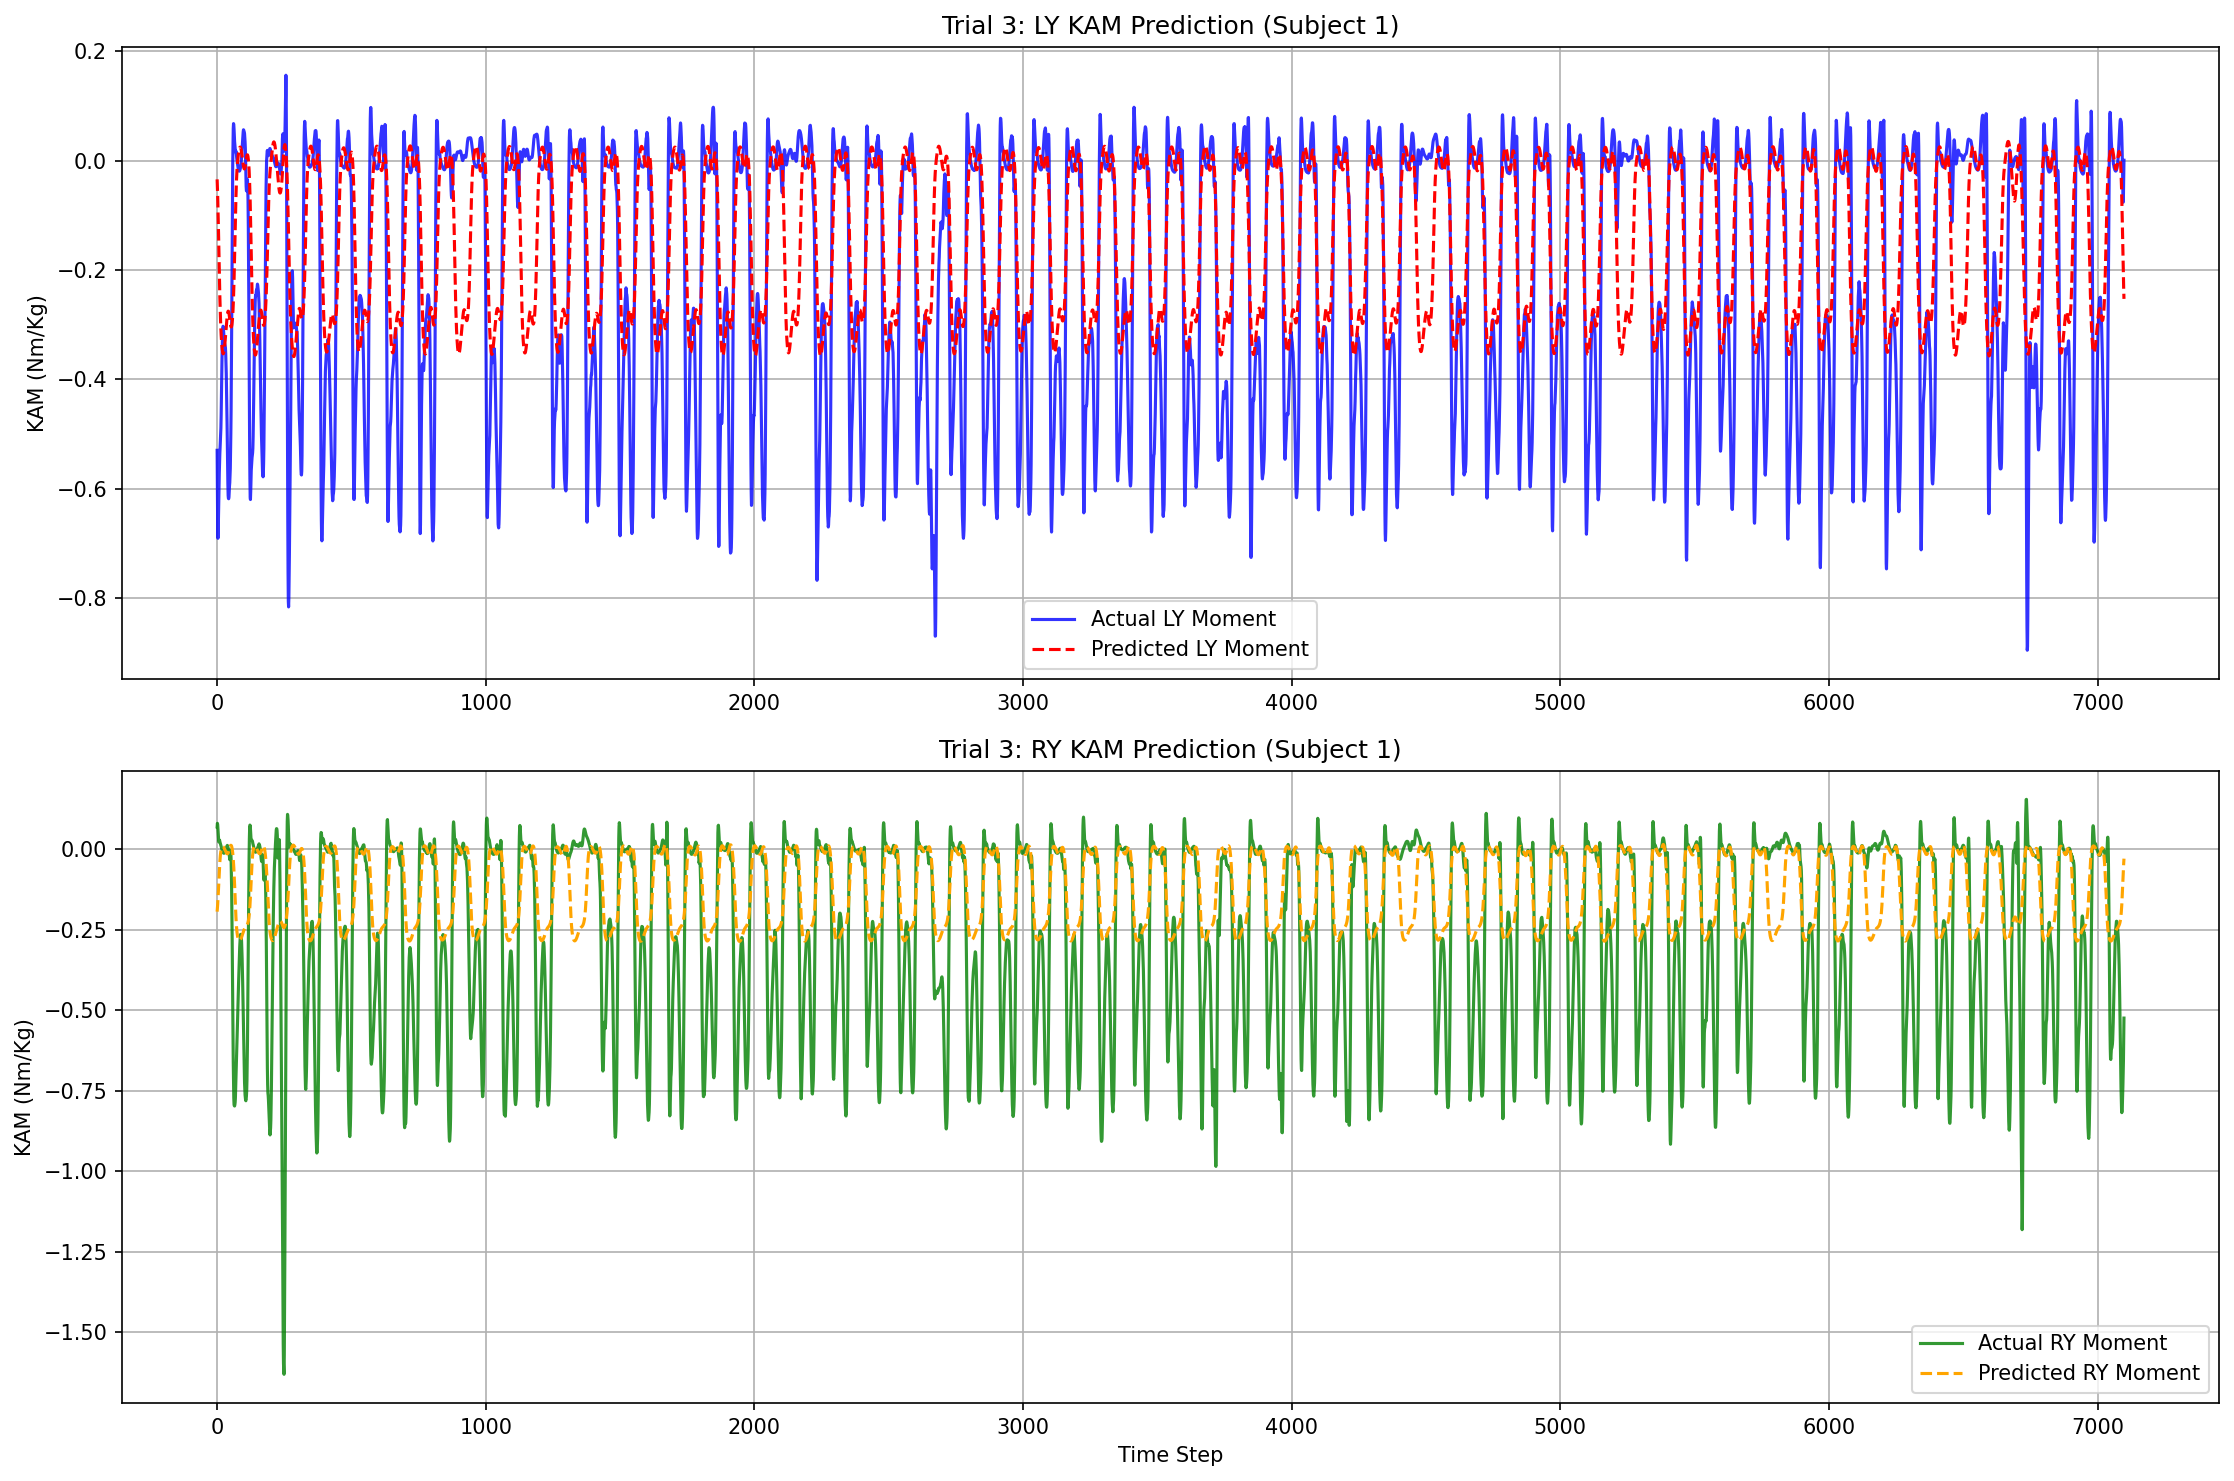 Trial 3: LY KAM Prediction (Subject 1)
0.2
0.0
−0.2
−0.4
−0.6
−0.8
KAM (Nm/Kg)
Actual LY Moment
Predicted LY Moment
0 1000 2000 3000 4000 5000 6000 7000
Trial 3: RY KAM Prediction (Subject 1)
0.00
−0.25
−0.50
−0.75
−1.00
−1.25
−1.50
KAM (Nm/Kg)
Actual RY Moment
Predicted RY Moment
0 1000 2000 3000 4000 5000 6000 7000
Time Step